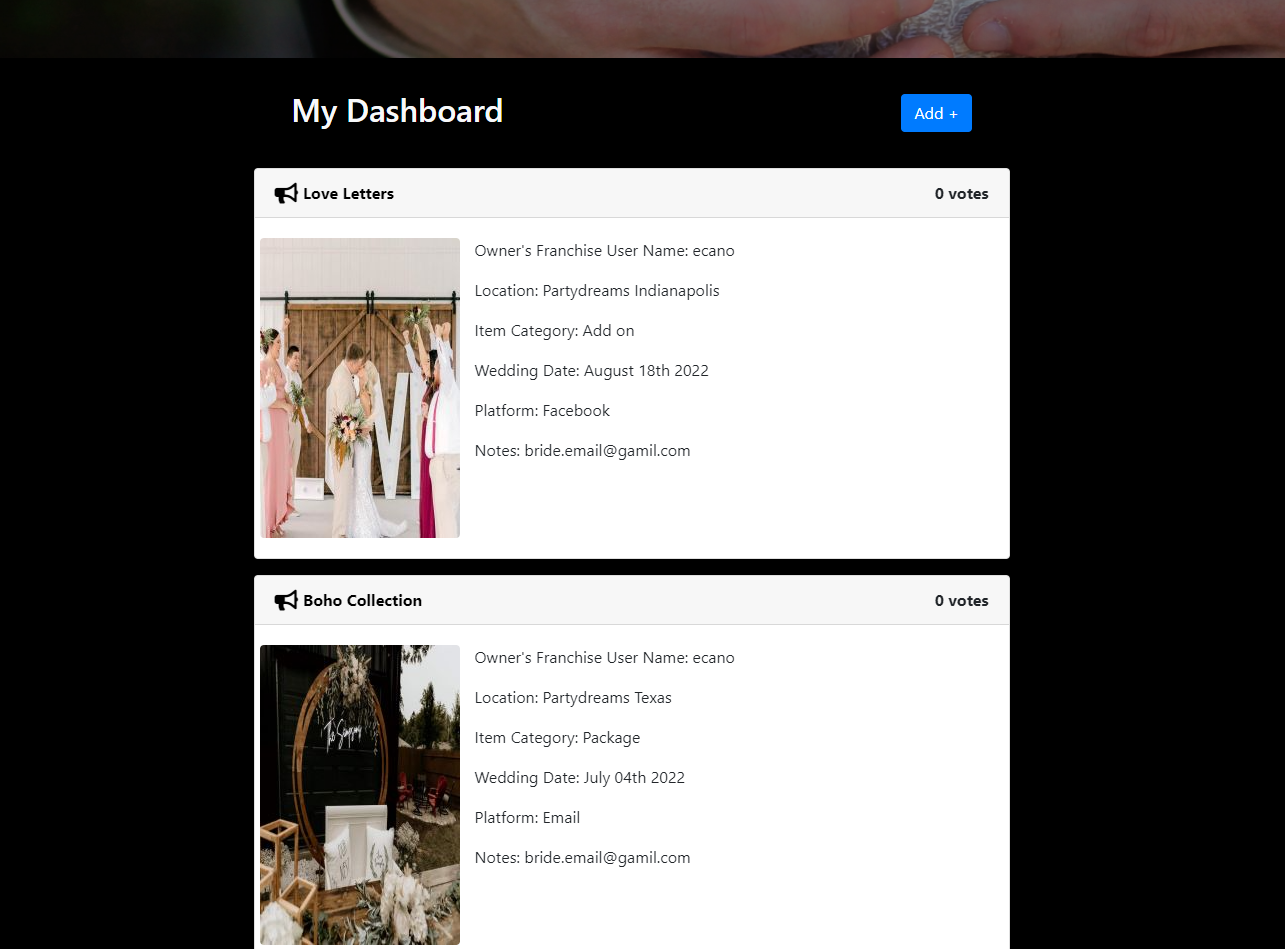 My Dashboard
Add +
Love Letters
0 votes
Owner's Franchise User Name: ecano
Location: Partydreams Indianapolis
Item Category: Add on
Wedding Date: August 18th 2022
Platform: Facebook
Notes: bride.email@gamil.com
Boho Collection
0 votes
The Simpsons
Owner's Franchise User Name: ecano
Location: Partydreams Texas
Item Category: Package
Wedding Date: July 04th 2022
Platform: Email
Notes: bride.email@gamil.com